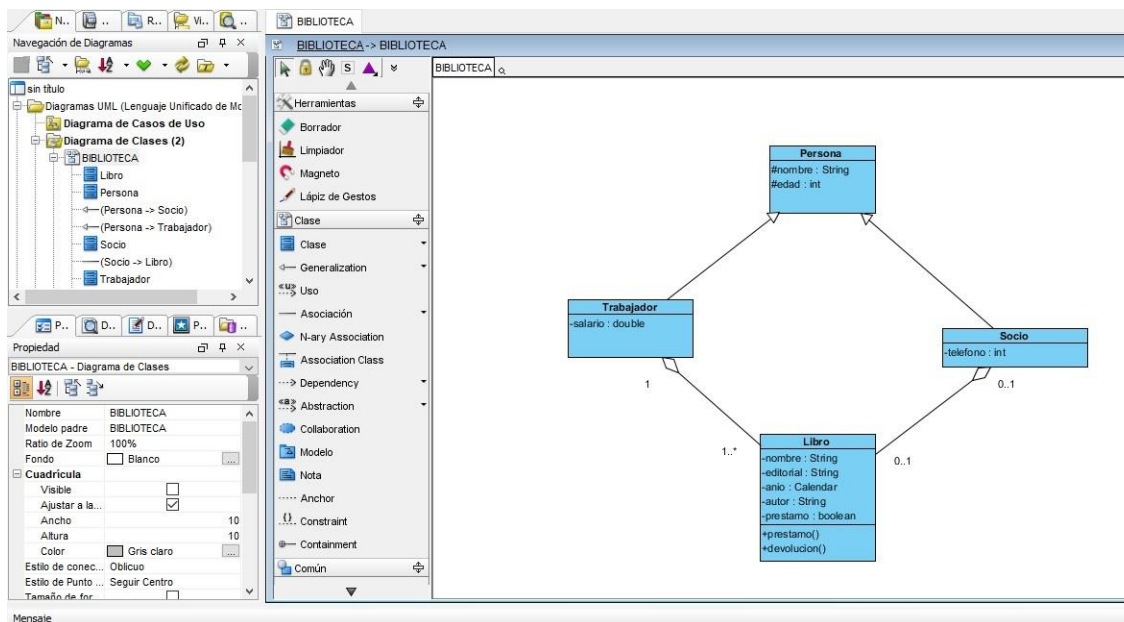 N..
..
R..
Vi..
..
BIBLIOTECA
Navegación de Diagramas
BIBLIOTECA -> BIBLIOTECA
sin título
Diagramas UML (Lenguaje Unificado de Mo
Diagrama de Casos de Uso
Diagrama de Clases (2)
BIBLIOTECA
Libro
Persona
(Persona -> Socio)
(Persona -> Trabajador)
Socio
(Socio -> Libro)
Trabajador
P..
D..
D..
P..
..
Propiedad
BIBLIOTECA - Diagrama de Clases
Nombre BIBLIOTECA
Modelo padre BIBLIOTECA
Ratio de Zoom 100%
Fondo Blanco ...
Cuadrícula
Visible
Ajustar a la...
Ancho 10
Altura 10
Color Gris claro ...
Estilo de conec... Oblicuo
Estilo de Punto ... Seguir Centro
Tamaño de for...
Mensaje
S
Herramientas
Borrador
Limpiador
Magneto
Lápiz de Gestos
Clase
Clase
Generalization
Uso
Asociación
N-ary Association
Association Class
Dependency
Abstraction
Collaboration
Modelo
Nota
Anchor
Constraint
Containment
Común
BIBLIOTECA
Persona
#nombre : String
#edad : int
Trabajador
-salario : double
Socio
-telefono : int
1
0..1
1..*
0..1
Libro
-nombre : String
-editorial : String
-anio : Calendar
-autor : String
-prestamo : boolean
+prestamo()
+devolucion()